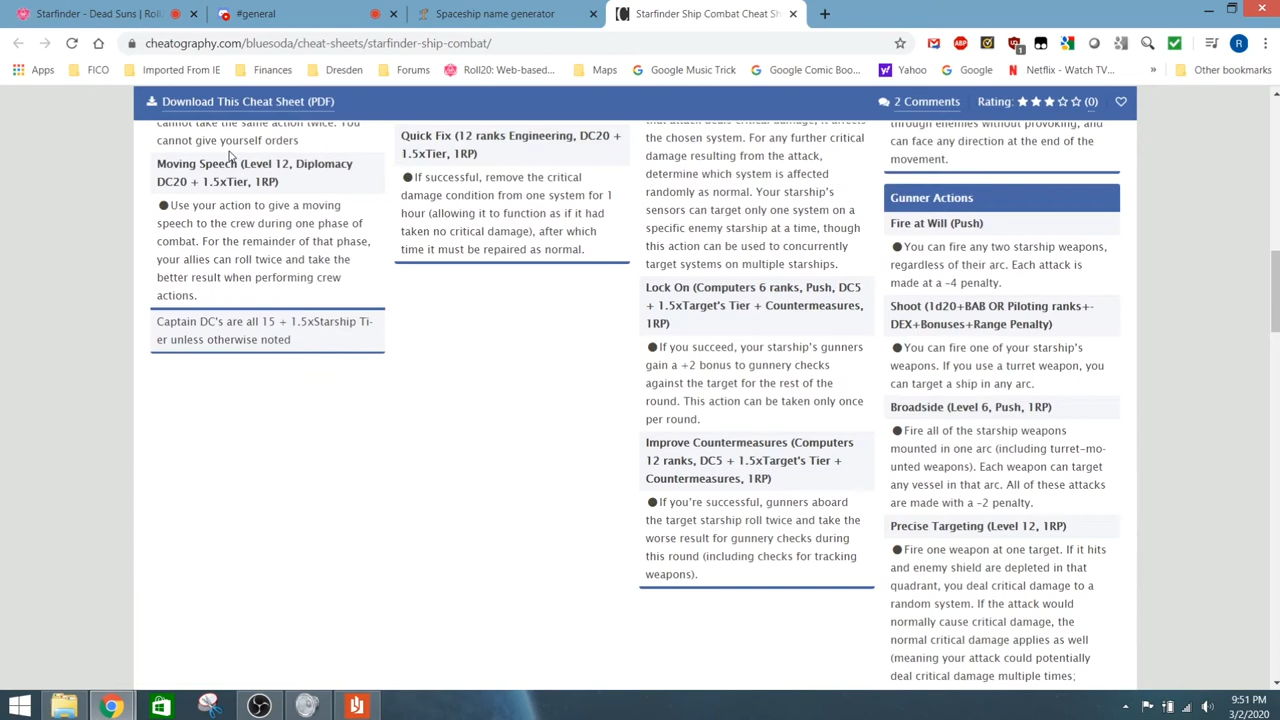 Starfinder - Dead Suns | Roll
#general
Spaceship name generator
Starfinder Ship Combat Cheat Sh
cheatography.com/bluesoda/cheat-sheets/starfinder-ship-combat/
Apps
FICO
Imported From IE
Finances
Dresden
Forums
Roll20: Web-based...
Maps
Google Music Trick
Google Comic Boo...
Yahoo
Google
Netflix - Watch TV...
Other bookmarks
Download This Cheat Sheet (PDF)
2 Comments
Rating:
(0)
cannot take the same action twice. You
cannot give yourself orders
Moving Speech (Level 12, Diplomacy
DC20 + 1.5xTier, 1RP)
Use your action to give a moving
speech to the crew during one phase of
combat. For the remainder of that phase,
your allies can roll twice and take the
better result when performing crew
actions.
Captain DC's are all 15 + 1.5xStarship Ti-
er unless otherwise noted
Quick Fix (12 ranks Engineering, DC20 +
1.5xTier, 1RP)
If successful, remove the critical
damage condition from one system for 1
hour (allowing it to function as if it had
taken no critical damage), after which
time it must be repaired as normal.
that attack deals critical damage, it affects
the chosen system. For any further critical
damage resulting from the attack,
determine which system is affected
randomly as normal. Your starship's
sensors can target only one system on a
specific enemy starship at a time, though
this action can be used to concurrently
target systems on multiple starships.
Lock On (Computers 6 ranks, Push, DC5
+ 1.5xTarget's Tier + Countermeasures,
1RP)
If you succeed, your starship's gunners
gain a +2 bonus to gunnery checks
against the target for the rest of the
round. This action can be taken only once
per round.
Improve Countermeasures (Computers
12 ranks, DC5 + 1.5xTarget's Tier +
Countermeasures, 1RP)
If you're successful, gunners aboard
the target starship roll twice and take the
worse result for gunnery checks during
this round (including checks for tracking
weapons).
through enemies without provoking, and
can face any direction at the end of the
movement.
Gunner Actions
Fire at Will (Push)
You can fire any two starship weapons,
regardless of their arc. Each attack is
made at a -4 penalty.
Shoot (1d20+BAB OR Piloting ranks+-
DEX+Bonuses+Range Penalty)
You can fire one of your starship's
weapons. If you use a turret weapon, you
can target a ship in any arc.
Broadside (Level 6, Push, 1RP)
Fire all of the starship weapons
mounted in one arc (including turret-mo-
unted weapons). Each weapon can target
any vessel in that arc. All of these attacks
are made with a -2 penalty.
Precise Targeting (Level 12, 1RP)
Fire one weapon at one target. If it hits
and enemy shield are depleted in that
quadrant, you deal critical damage to a
random system. If the attack would
normally cause critical damage, the
normal critical damage applies as well
(meaning your attack could potentially
deal critical damage multiple times;
9:51 PM
3/2/2020